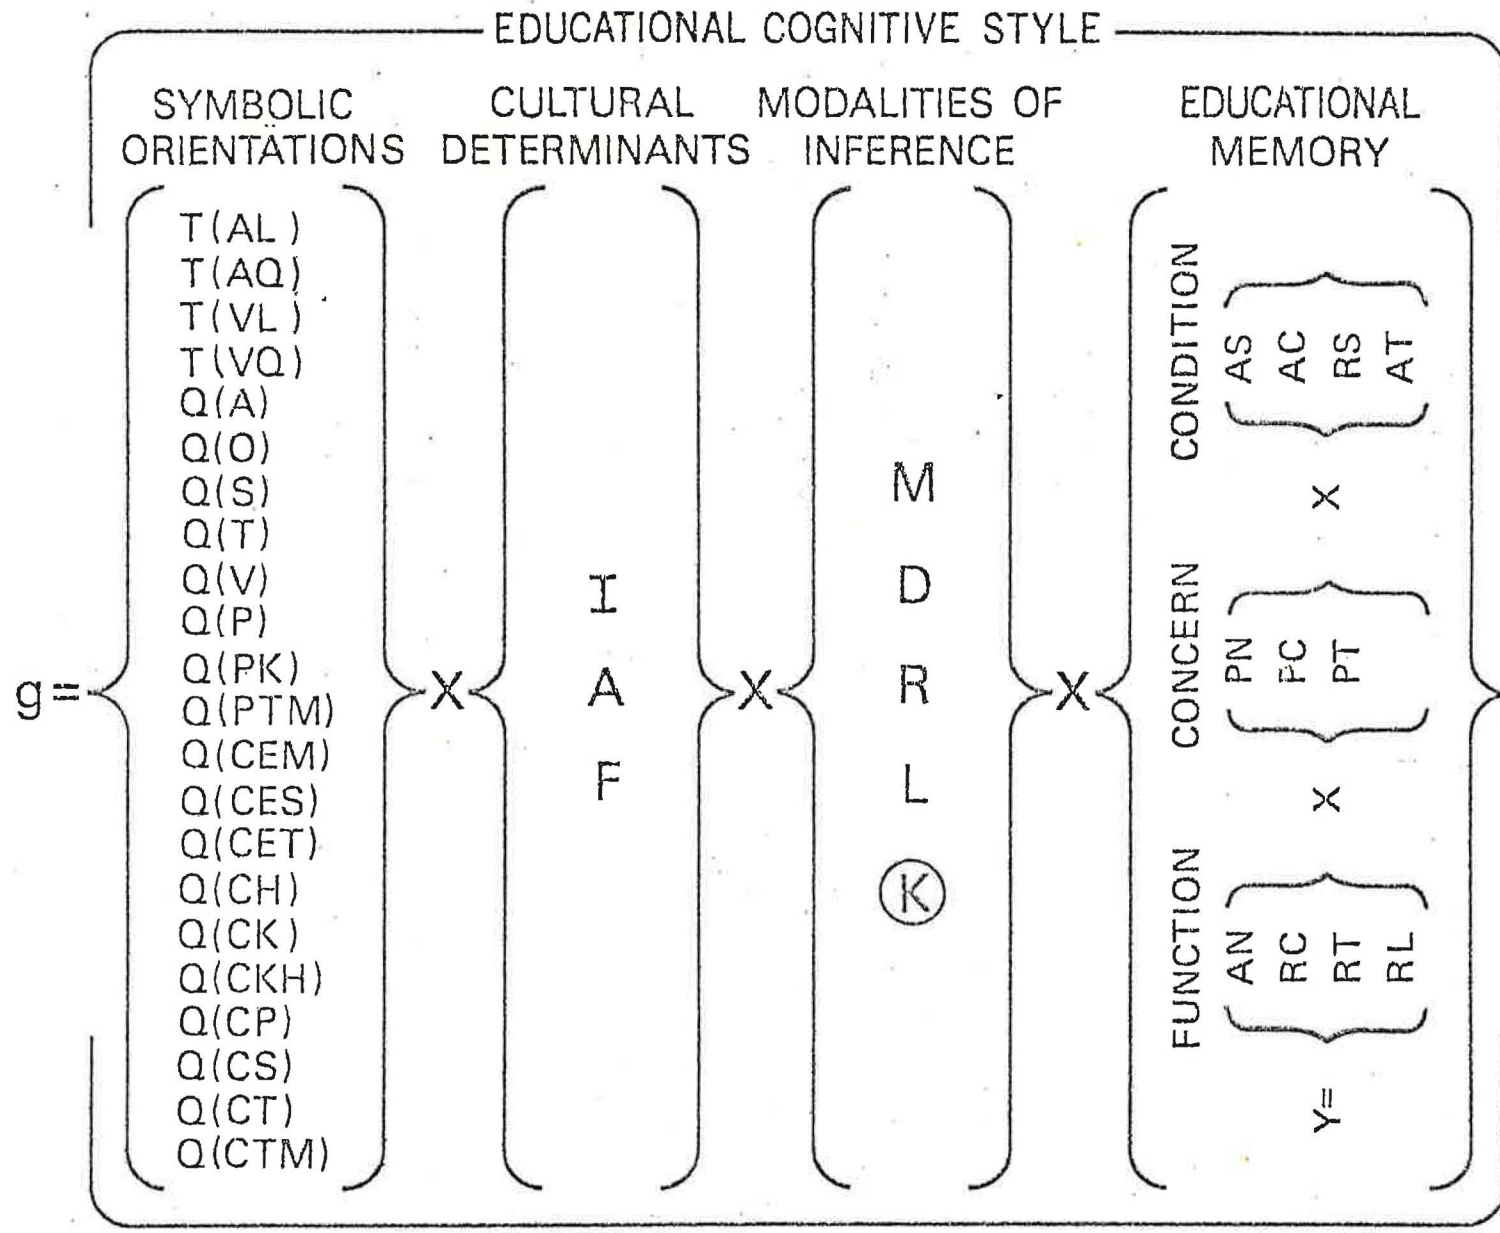 EDUCATIONAL COGNITIVE STYLE
SYMBOLIC
ORIENTATIONS
T(AL)
T(AQ)
T(VL)
T(VQ)
Q(A)
Q(O)
Q(S)
Q(T)
Q(V)
Q(P)
Q(PK)
Q(PTM)
Q(CEM)
Q(CES)
Q(CET)
Q(CH)
Q(CK)
Q(CKH)
Q(CP)
Q(CS)
Q(CT)
Q(CTM)
g=
X
CULTURAL
DETERMINANTS
I
A
F
X
MODALITIES OF
INFERENCE
M
D
R
L
K
X
EDUCATIONAL
MEMORY
Y=
FUNCTION
AN
RC
RT
RL
X
CONCERN
PN
PC
PT
X
CONDITION
AS
AC
RS
AT